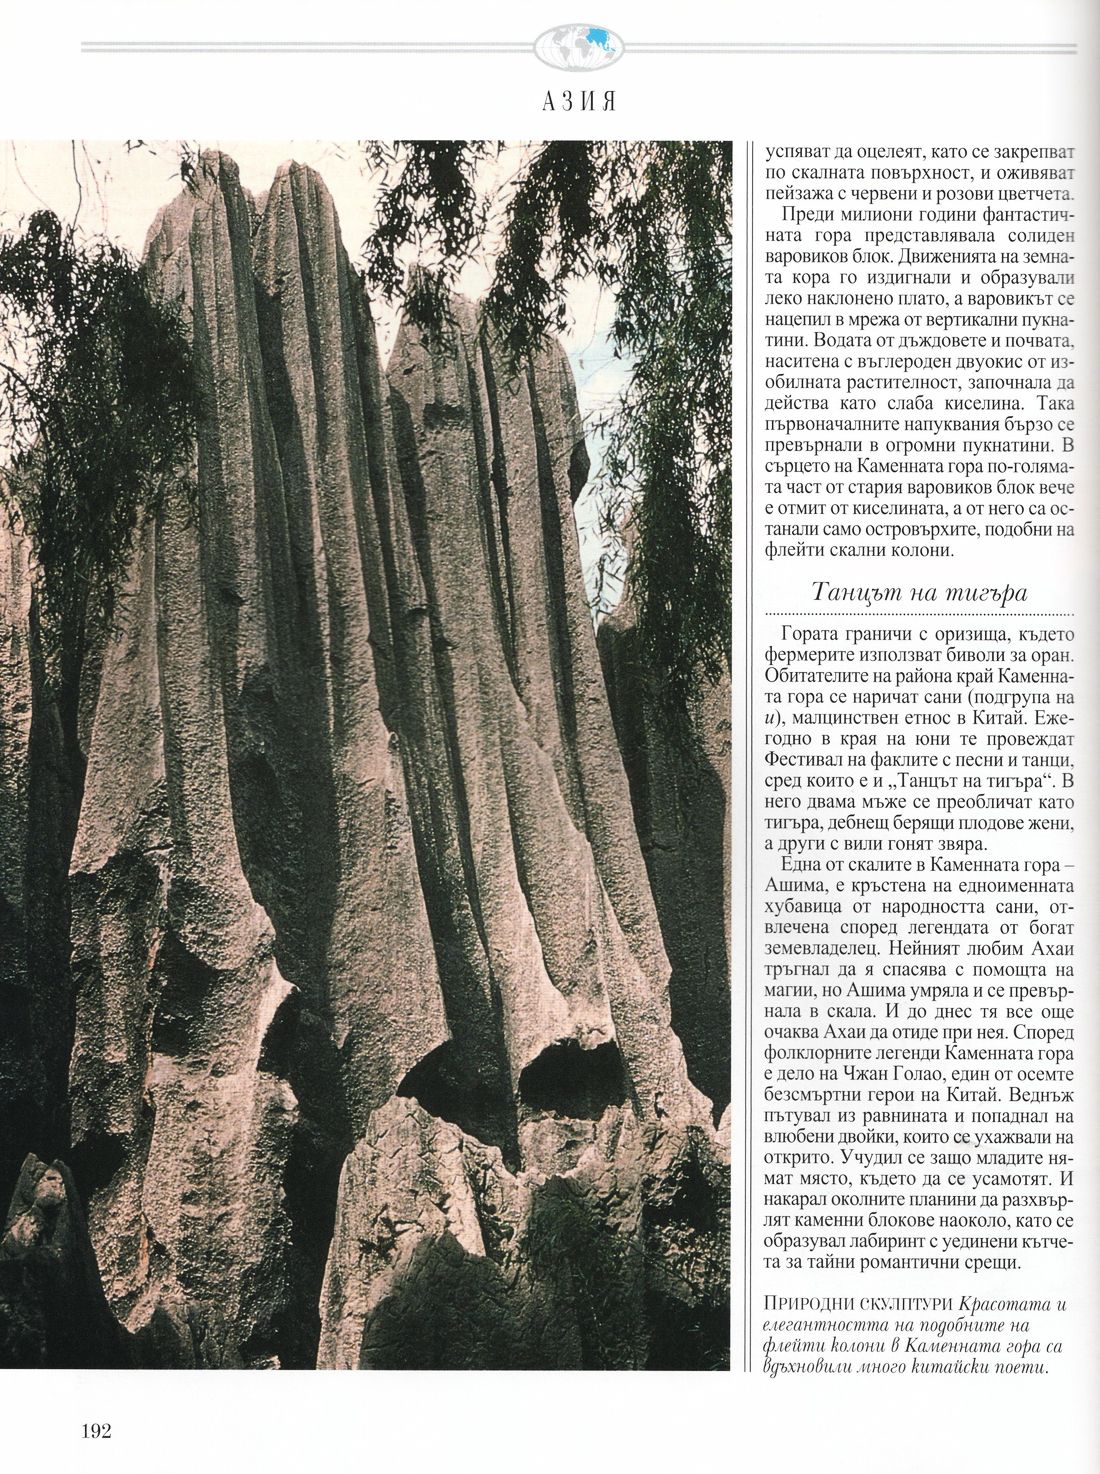 АЗИЯ
успяват да оцелеят, като се закрепват
по скалната повърхност, и оживяват
пейзажа с червени и розови цветчета.
Преди милиони години фантастич-
ната гора представлявала солиден
варовиков блок. Движенията на земна-
та кора го издигнали и образували
леко наклонено плато, а варовикът се
нацепил в мрежа от вертикални пукна-
тини. Водата от дъждовете и почвата,
наситена с въглероден двуокис от из-
обилната растителност, започнала да
действа като слаба киселина. Така
първоначалните напуквания бързо се
превърнали в огромни пукнатини. В
сърцето на Каменната гора по-голяма-
та част от стария варовиков блок вече
е отмит от киселината, а от него са ос-
танали само островърхите, подобни на
флейти скални колони.
Танцът на тигъра
Гората граничи с оризища, където
фермерите използват биволи за оран.
Обитателите на района край Каменна-
та гора се наричат сани (подгрупа на
и), малцинствен етнос в Китай. Еже-
годно в края на юни те провеждат
Фестивал на факлите с песни и танци,
сред които е и „Танцът на тигъра“. В
него двама мъже се преобличат като
тигъра, дебнещ берящи плодове жени,
а други с вили гонят звяра.
Една от скалите в Каменната гора –
Ашима, е кръстена на едноименната
хубавица от народността сани, от-
влечена според легендата от богат
земевладелец. Нейният любим Ахаи
тръгнал да я спасява с помощта на
магии, но Ашима умряла и се превър-
нала в скала. И до днес тя все още
очаква Ахаи да отиде при нея. Според
фолклорните легенди Каменната гора
е дело на Чжан Голао, един от осемте
безсмъртни герои на Китай. Веднъж
пътувал из равнината и попаднал на
влюбени двойки, които се ухажвали на
открито. Учудил се защо младите ня-
мат място, където да се усамотят. И
накарал околните планини да разхвър-
лят каменни блокове наоколо, като се
образувал лабиринт с уединени кътче-
та за тайни романтични срещи.
ПРИРОДНИ СКУЛПТУРИ Красотата и
елегантността на подобните на
флейти колони в Каменната гора са
вдъхновили много китайски поети.
192